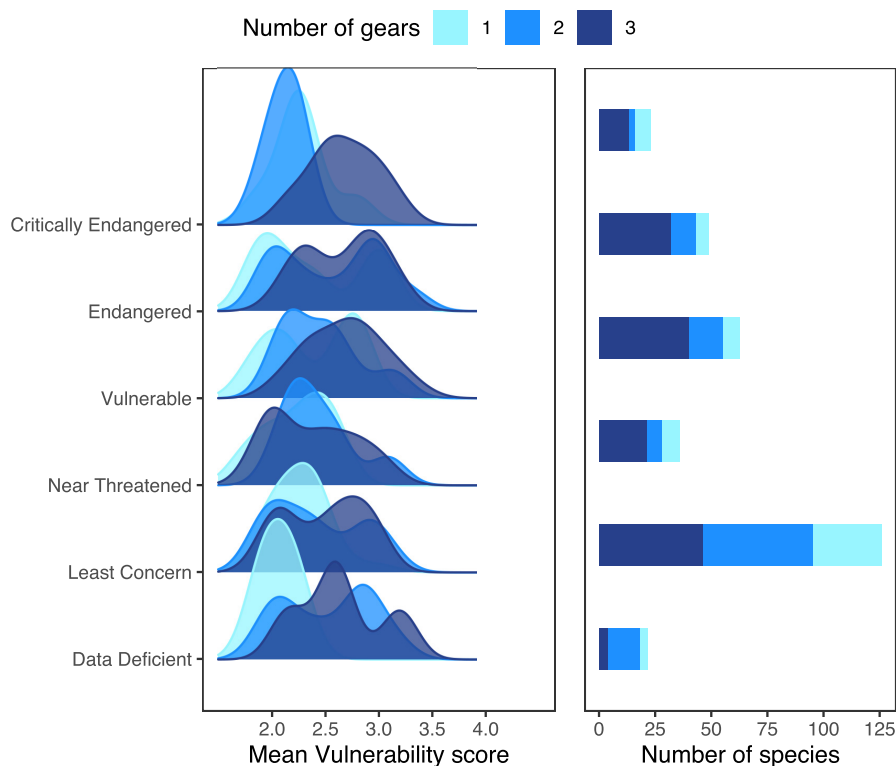 Number of gears 1 2 3
Critically Endangered
Endangered
Vulnerable
Near Threatened
Least Concern
Data Deficient
2.0 2.5 3.0 3.5 4.0
Mean Vulnerability score
0 25 50 75 100 125
Number of species